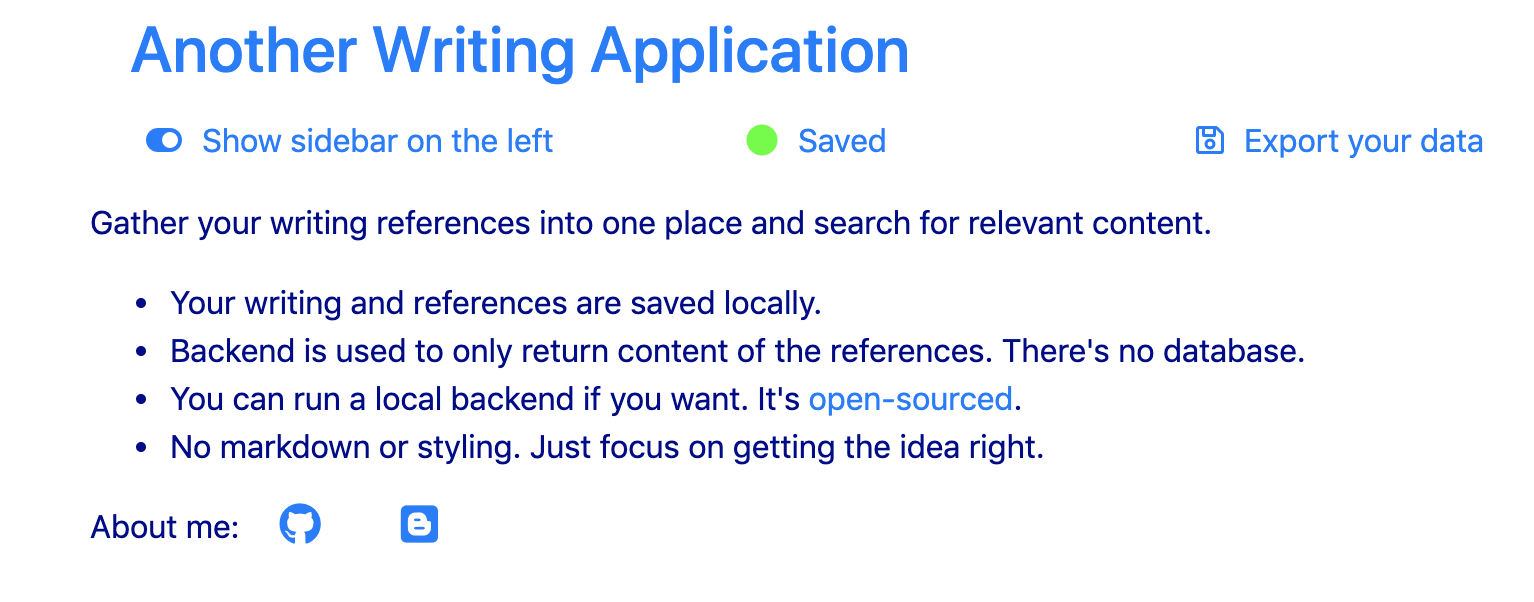 Another Writing Application
Show sidebar on the left
Saved
Export your data
Gather your writing references into one place and search for relevant content.
• Your writing and references are saved locally.
• Backend is used to only return content of the references. There's no database.
• You can run a local backend if you want. It's open-sourced.
• No markdown or styling. Just focus on getting the idea right.
About me: